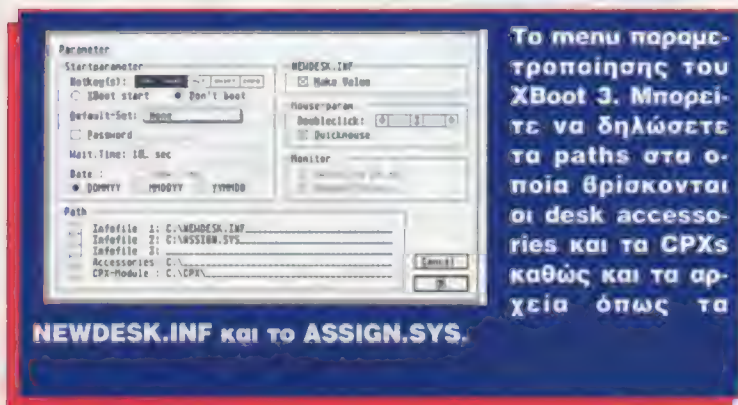 Parameter
Startparameter
Hotkey(s):
XBoot start Don't boot
Default-Set: None
Password
Wait.Time: 10. sec
Date :
DDMMYY MMDDYY YYMMDD
NEWDESK.INF
Make Valon
Mouse-param
Doubleclick: 3
Quickmouse
Monitor
Path
Infofile 1: C:\NEWDESK.INF
Infofile 2: C:\ASSIGN.SYS
Infofile 3:
Accessories C:\
CPX-Module : C:\CPX\
Cancel
OK
Το menu παραμε-
τροποίησης του
XBoot 3. Μπορεί-
τε να δηλώσετε
τα paths στα ο-
ποία βρίσκονται
οι desk accesso-
ries και τα CPXs
καθώς και τα αρ-
χεία όπως τα
NEWDESK.INF και το ASSIGN.SYS.